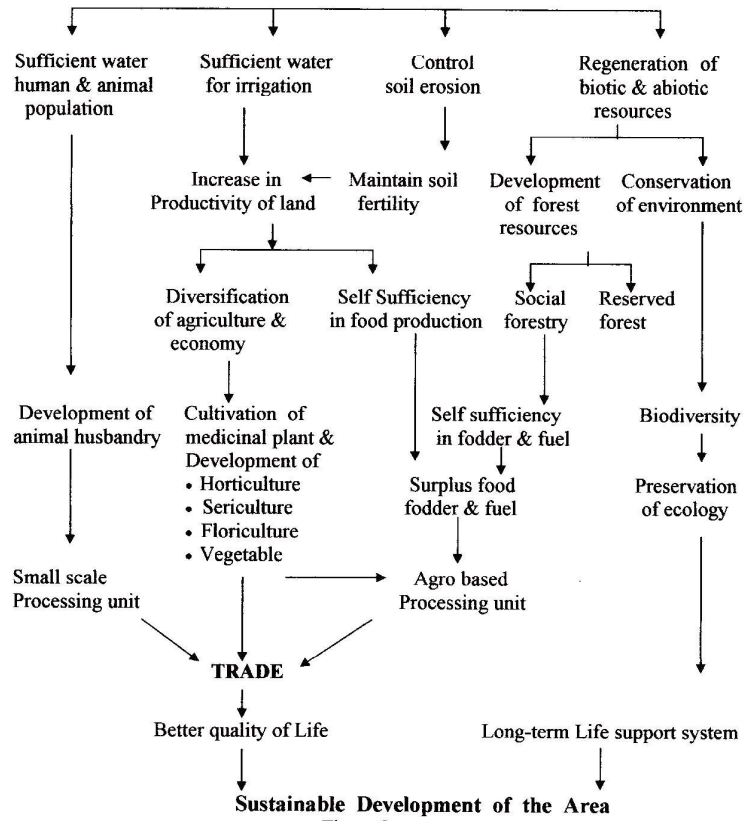 Sufficient water
human & animal
population
Sufficient water
for irrigation
Control
soil erosion
Regeneration of
biotic & abiotic
resources
Increase in
Productivity of land
Maintain soil
fertility
Development
of forest
resources
Conservation
of environment
Diversification
of agriculture &
economy
Self Sufficiency
in food production
Social
forestry
Reserved
forest
Development of
animal husbandry
Cultivation of
medicinal plant &
Development of
• Horticulture
• Sericulture
• Floriculture
• Vegetable
Self sufficiency
in fodder & fuel
Biodiversity
Surplus food
fodder & fuel
Preservation
of ecology
Small scale
Processing unit
Agro based
Processing unit
TRADE
Better quality of Life
Long-term Life support system
Sustainable Development of the Area